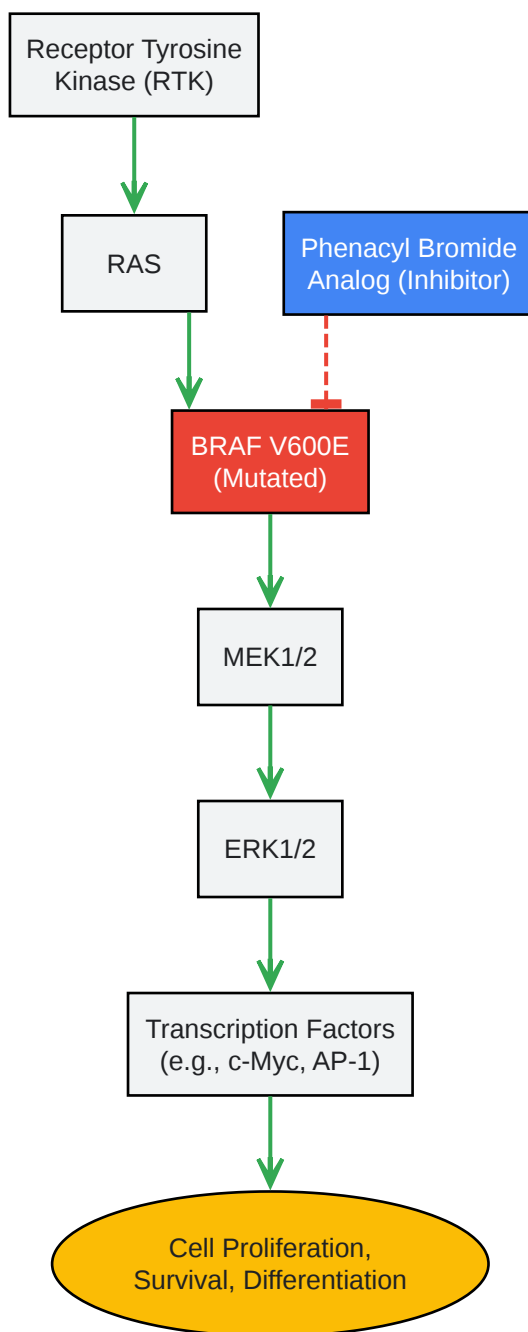 Receptor Tyrosine
Kinase (RTK)
RAS
Phenacyl Bromide
Analog (Inhibitor)
BRAF V600E
(Mutated)
MEK1/2
ERK1/2
Transcription Factors
(e.g., c-Myc, AP-1)
Cell Proliferation,
Survival, Differentiation